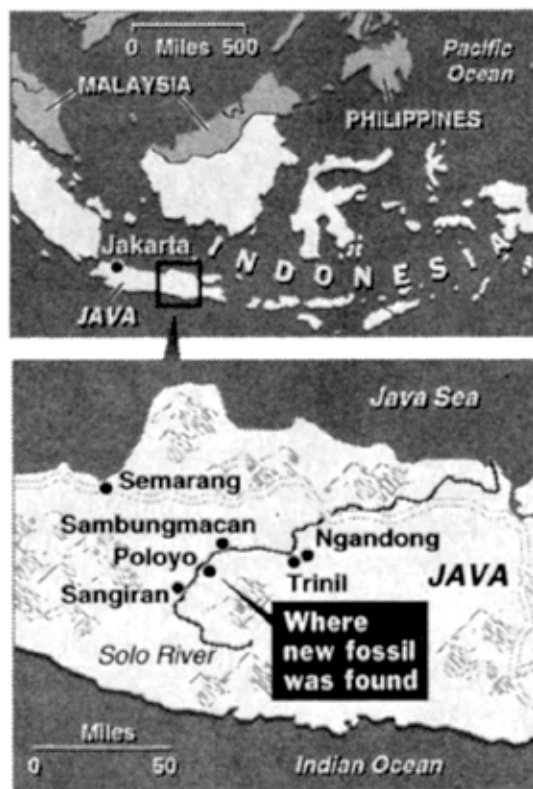 0 Miles 500
Pacific
Ocean
MALAYSIA
PHILIPPINES
Jakarta
INDONESIA
JAVA
Java Sea
Semarang
Sambungmacan
Ngandong
Poloyo
Trinil
JAVA
Sangiran
Where
new fossil
was found
Solo River
Miles
0 50
Indian Ocean